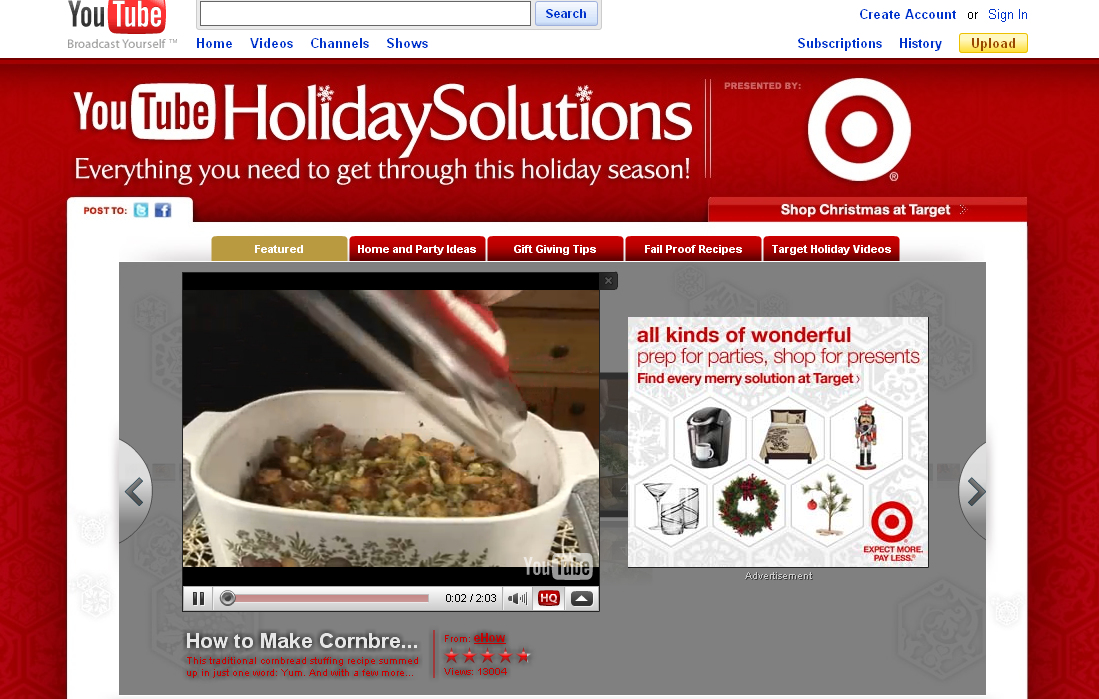 YouTube
Search
Create Account or Sign In
Broadcast Yourself ™
Home Videos Channels Shows
Subscriptions History Upload
YouTube HolidaySolutions
PRESENTED BY:
®
Everything you need to get through this holiday season!
POST TO:
Shop Christmas at Target
Featured
Home and Party Ideas
Gift Giving Tips
Fail Proof Recipes
Target Holiday Videos
YouTube
0:02 / 2:03
HQ
How to Make Cornbre...
This traditional cornbread stuffing recipe summed
up in just one word: Yum. And with a few more...
From: eHow
Views: 13004
all kinds of wonderful
prep for parties, shop for presents
Find every merry solution at Target ›
EXPECT MORE.
PAY LESS.®
Advertisement